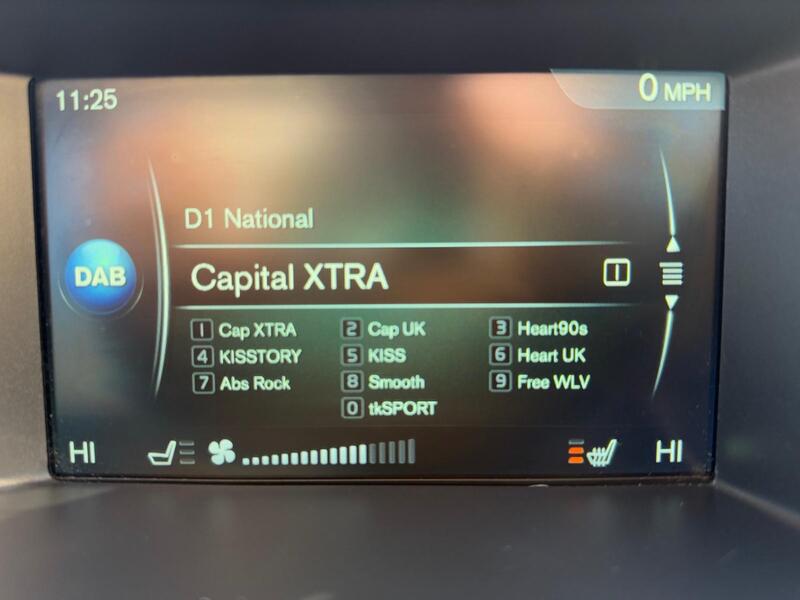 11:25 0 MPH
D1 National
DAB
Capital XTRA 1
1 Cap XTRA 2 Cap UK 3 Heart90s
4 KISSTORY 5 KISS 6 Heart UK
7 Abs Rock 8 Smooth 9 Free WLV
0 tkSPORT
HI HI